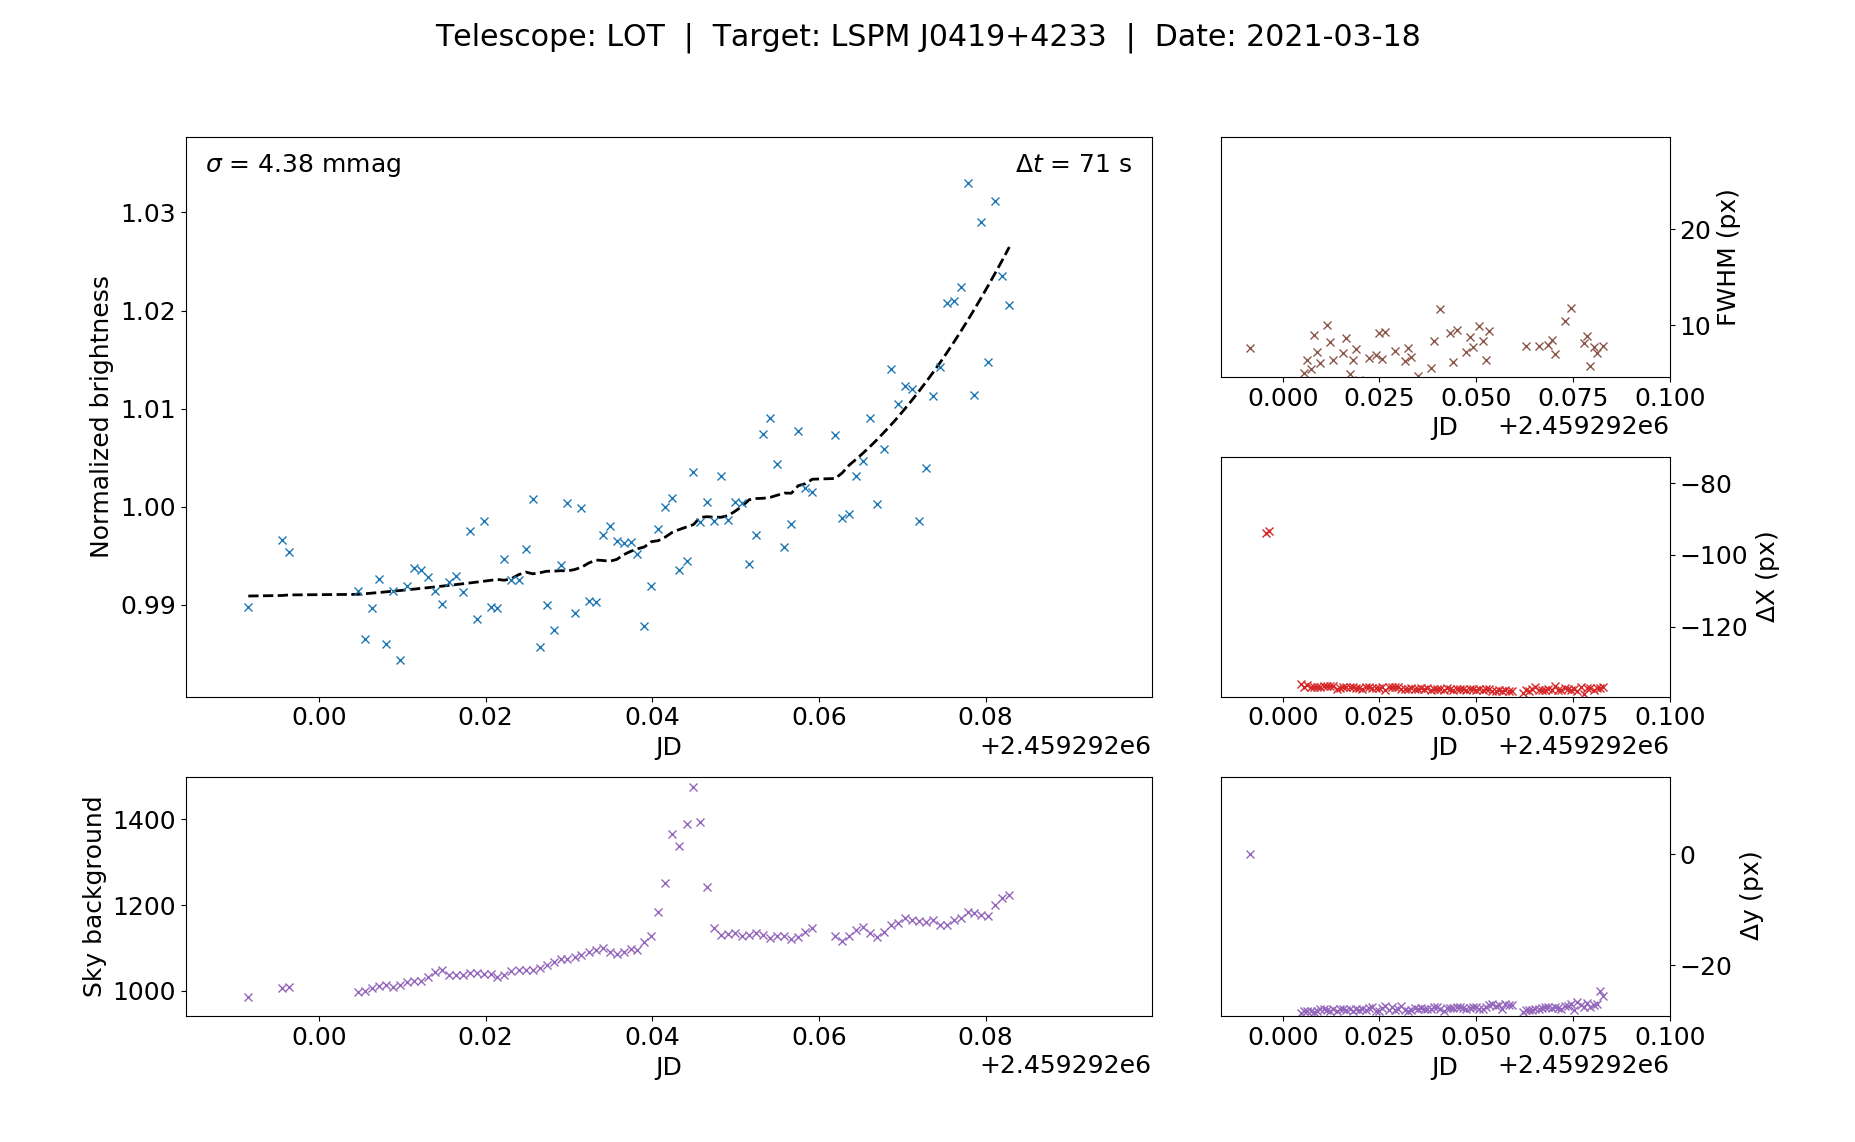 Telescope: LOT | Target: LSPM J0419+4233 | Date: 2021-03-18
σ = 4.38 mmag
Δt = 71 s
Normalized brightness
1.03
1.02
1.01
1.00
0.99
0.00 0.02 0.04 0.06 0.08
JD
+2.459292e6
Sky background
1400
1200
1000
0.00 0.02 0.04 0.06 0.08
JD
+2.459292e6
20
10
FWHM (px)
0.000 0.025 0.050 0.075 0.100
JD
+2.459292e6
−80
−100
−120
ΔX (px)
0.000 0.025 0.050 0.075 0.100
JD
+2.459292e6
0
−20
Δy (px)
0.000 0.025 0.050 0.075 0.100
JD
+2.459292e6